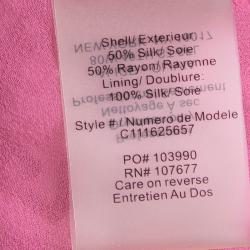 Shell/ Exterieur
50% Silk/ Soie
50% Rayon/ Rayonne
Lining/ Doublure:
100% Silk/ Soie
Style # / Numero de Modele
C111625657
PO# 103990
RN# 107677
Care on reverse
Entretien Au Dos